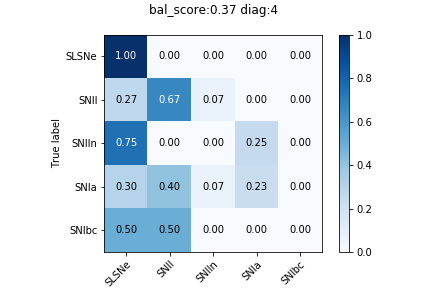 bal_score:0.37 diag:4
SLSNe 1.00 0.00 0.00 0.00 0.00
SNII 0.27 0.67 0.07 0.00 0.00
SNIIn 0.75 0.00 0.00 0.25 0.00
SNIa 0.30 0.40 0.07 0.23 0.00
SNIbc 0.50 0.50 0.00 0.00 0.00
True label
SLSNe SNII SNIIn SNIa SNIbc
1.0
0.8
0.6
0.4
0.2
0.0